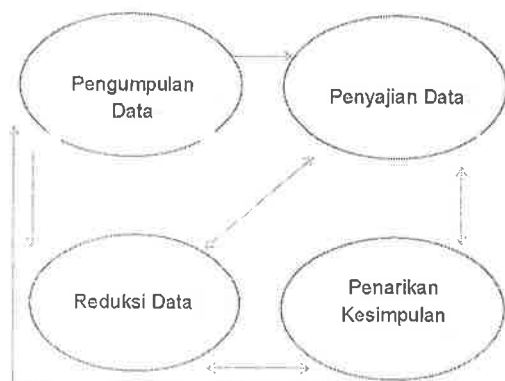 Pengumpulan
Data
Penyajian Data
Reduksi Data
Penarikan
Kesimpulan